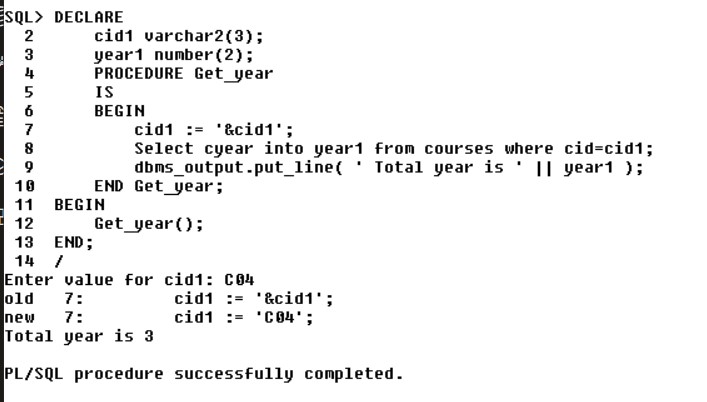 SQL> DECLARE
  2      cid1 varchar2(3);
  3      year1 number(2);
  4      PROCEDURE Get_year
  5      IS
  6      BEGIN
  7          cid1 := '&cid1';
  8          Select cyear into year1 from courses where cid=cid1;
  9          dbms_output.put_line( ' Total year is ' || year1 );
 10      END Get_year;
 11  BEGIN
 12      Get_year();
 13  END;
 14  /
Enter value for cid1: C04
old   7:         cid1 := '&cid1';
new   7:         cid1 := 'C04';
Total year is 3

PL/SQL procedure successfully completed.